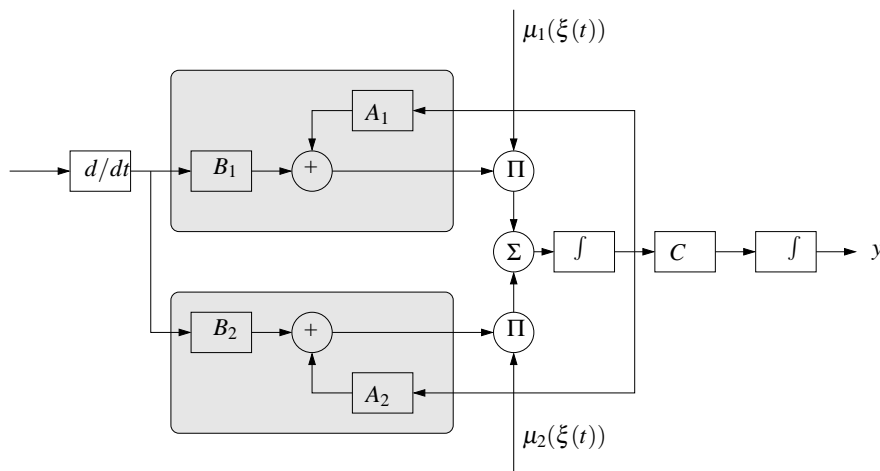 μ₁(ξ(t))
A₁
d/dt
B₁
+
Π
Σ
∫
C
∫
y
B₂
+
Π
A₂
μ₂(ξ(t))